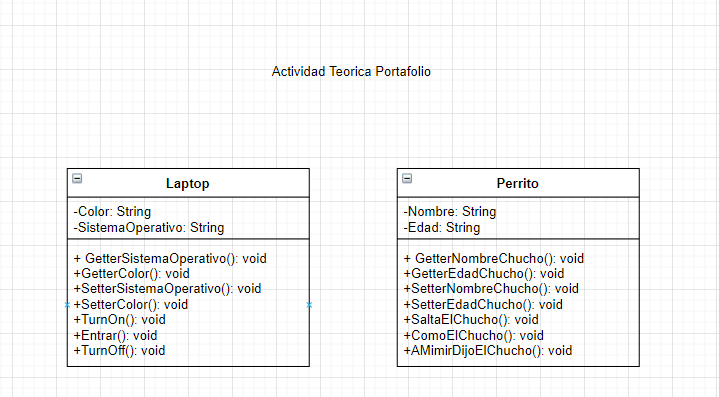 Actividad Teorica Portafolio
Laptop
-Color: String
-SistemaOperativo: String
+ GetterSistemaOperativo(): void
+GetterColor(): void
+SetterSistemaOperativo(): void
+SetterColor(): void
+TurnOn(): void
+Entrar(): void
+TurnOff(): void
Perrito
-Nombre: String
-Edad: String
+ GetterNombreChucho(): void
+GetterEdadChucho(): void
+SetterNombreChucho(): void
+SetterEdadChucho(): void
+SaltaElChucho(): void
+ComoElChucho(): void
+AMimirDijoElChucho(): void